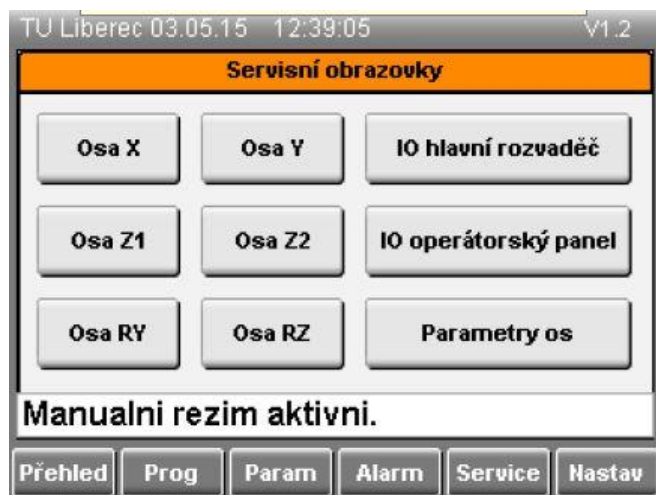 TU Liberec 03.05.15 12:39:05 V1.2
Servisní obrazovky
Osa X Osa Y IO hlavní rozvaděč
Osa Z1 Osa Z2 IO operátorský panel
Osa RY Osa RZ Parametry os
Manualni rezim aktivni.
Přehled Prog Param Alarm Service Nastav